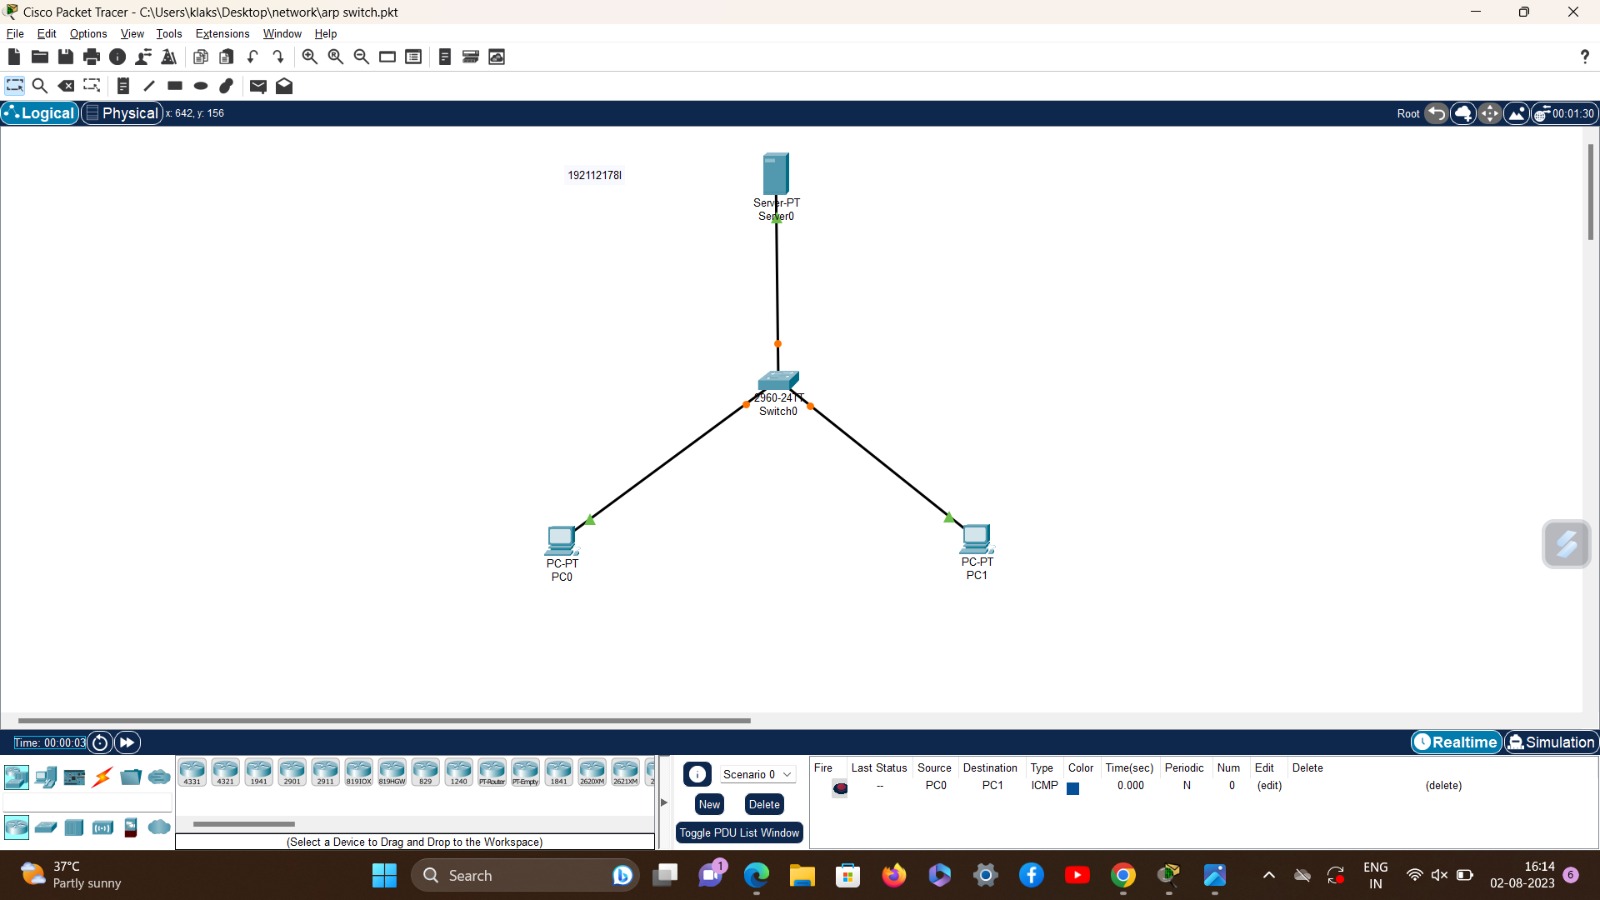 Cisco Packet Tracer - C:\Users\klaks\Desktop\network\arp switch.pkt
File Edit Options View Tools Extensions Window Help
?
Logical Physical x: 642, y: 156 Root 00:01:30
192112178I
Server-PT
Server0
2960-24TT
Switch0
PC-PT
PC0
PC-PT
PC1
Time: 00:00:03 Realtime Simulation
4331 4321 1941 2901 2911 819IOX 819HGW 829 1240 PT-Router PT-Empty 1841 2620XM 2621XM 2
(Select a Device to Drag and Drop to the Workspace)
Scenario 0
New Delete
Toggle PDU List Window
Fire Last Status Source Destination Type Color Time(sec) Periodic Num Edit Delete
-- PC0 PC1 ICMP 0.000 N 0 (edit) (delete)
37°C
Partly sunny
Search
1
ENG
IN
16:14
02-08-2023
6